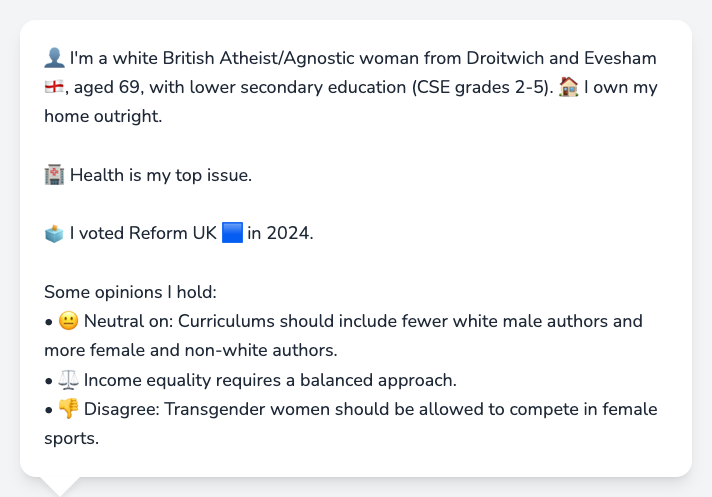 👤 I'm a white British Atheist/Agnostic woman from Droitwich and Evesham
🏴󠁧󠁢󠁥󠁮󠁧󠁿, aged 69, with lower secondary education (CSE grades 2-5). 🏠 I own my
home outright.
🏥 Health is my top issue.
🗳️ I voted Reform UK 🟦 in 2024.
Some opinions I hold:
• 😐 Neutral on: Curriculums should include fewer white male authors and
more female and non-white authors.
• ⚖️ Income equality requires a balanced approach.
• 👎 Disagree: Transgender women should be allowed to compete in female
sports.